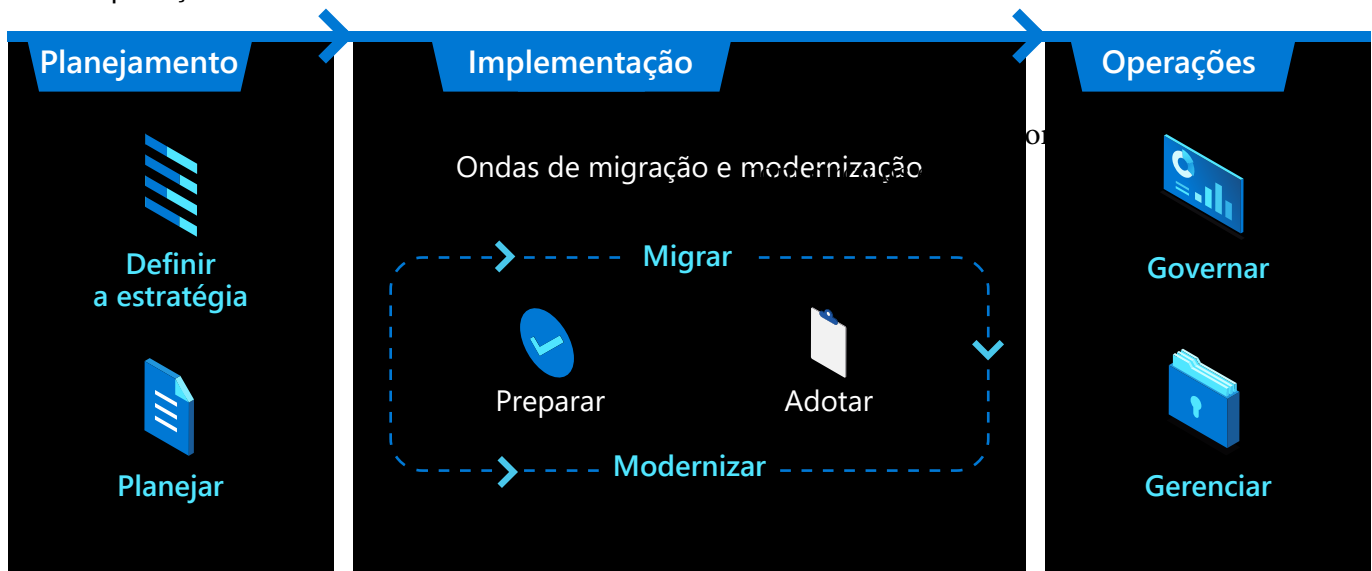 Planejamento
Implementação
Operações
Ondas de migração e modernização
Definir
a estratégia
Migrar
Governar
Preparar
Adotar
Planejar
Modernizar
Gerenciar